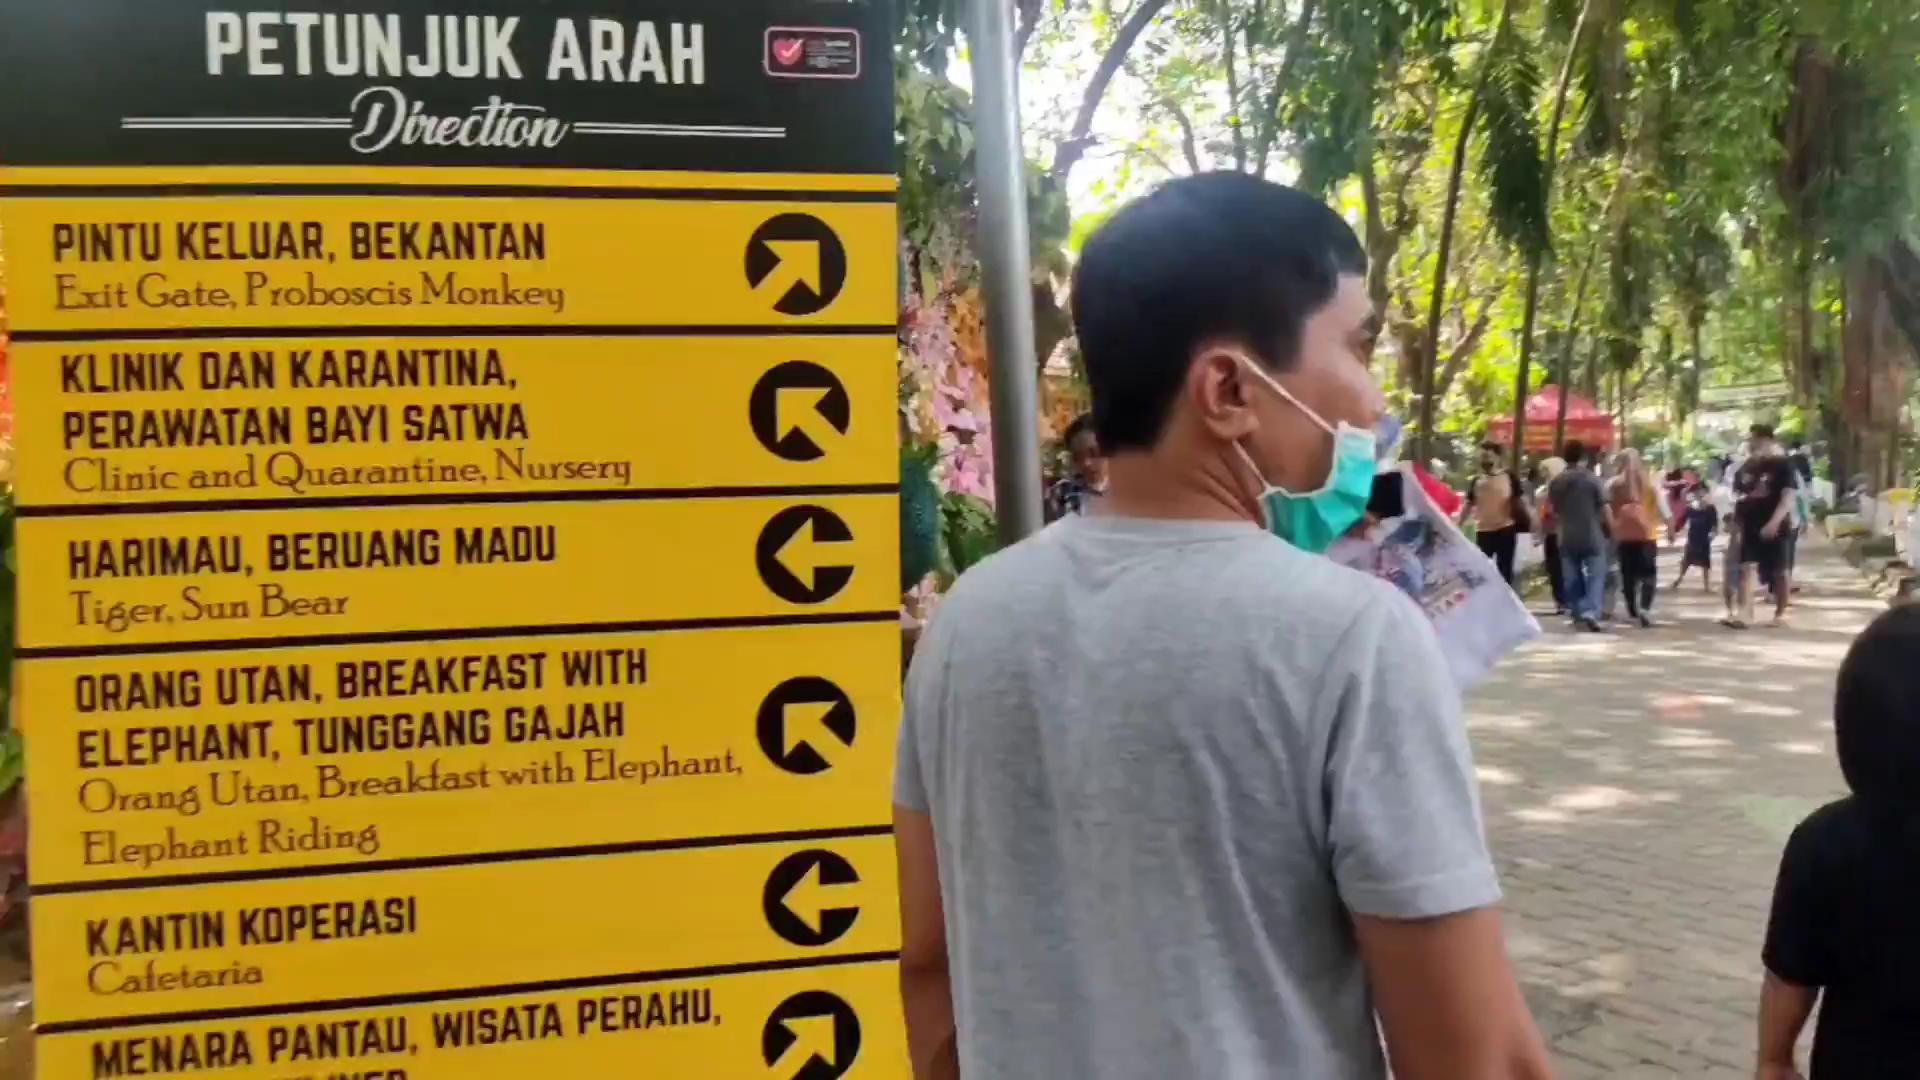 PETUNJUK ARAH
Direction
PINTU KELUAR, BEKANTAN
Exit Gate, Proboscis Monkey
KLINIK DAN KARANTINA,
PERAWATAN BAYI SATWA
Clinic and Quarantine, Nursery
HARIMAU, BERUANG MADU
Tiger, Sun Bear
ORANG UTAN, BREAKFAST WITH
ELEPHANT, TUNGGANG GAJAH
Orang Utan, Breakfast with Elephant,
Elephant Riding
KANTIN KOPERASI
Cafetaria
MENARA PANTAU, WISATA PERAHU,